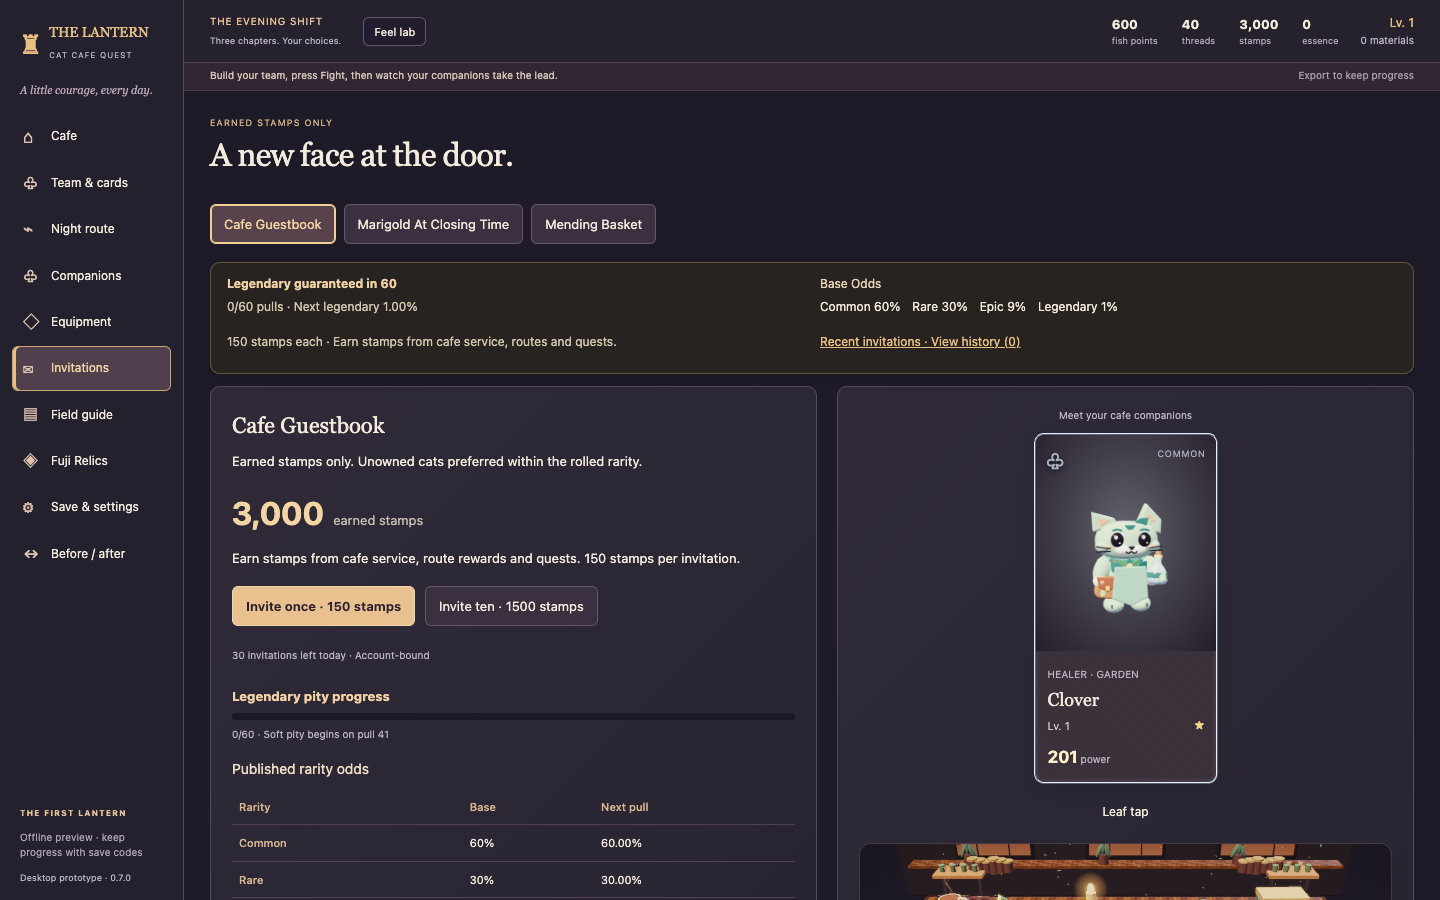 THE LANTERN
CAT CAFE QUEST
A little courage, every day.
Cafe
Team & cards
Night route
Companions
Equipment
Invitations
Field guide
Fuji Relics
Save & settings
Before / after
THE FIRST LANTERN
Offline preview · keep
progress with save codes
Desktop prototype · 0.7.0
THE EVENING SHIFT
Three chapters. Your choices.
Feel lab
600
fish points
40
threads
3,000
stamps
0
essence
Lv. 1
0 materials
Build your team, press Fight, then watch your companions take the lead.
Export to keep progress
EARNED STAMPS ONLY
A new face at the door.
Cafe Guestbook
Marigold At Closing Time
Mending Basket
Legendary guaranteed in 60
0/60 pulls · Next legendary 1.00%
150 stamps each · Earn stamps from cafe service, routes and quests.
Base Odds
Common 60% Rare 30% Epic 9% Legendary 1%
Recent invitations · View history (0)
Cafe Guestbook
Earned stamps only. Unowned cats preferred within the rolled rarity.
3,000 earned stamps
Earn stamps from cafe service, route rewards and quests. 150 stamps per invitation.
Invite once · 150 stamps
Invite ten · 1500 stamps
30 invitations left today · Account-bound
Legendary pity progress
0/60 · Soft pity begins on pull 41
Published rarity odds
Rarity Base Next pull
Common 60% 60.00%
Rare 30% 30.00%
Meet your cafe companions
COMMON
HEALER · GARDEN
Clover
Lv. 1
201 power
Leaf tap